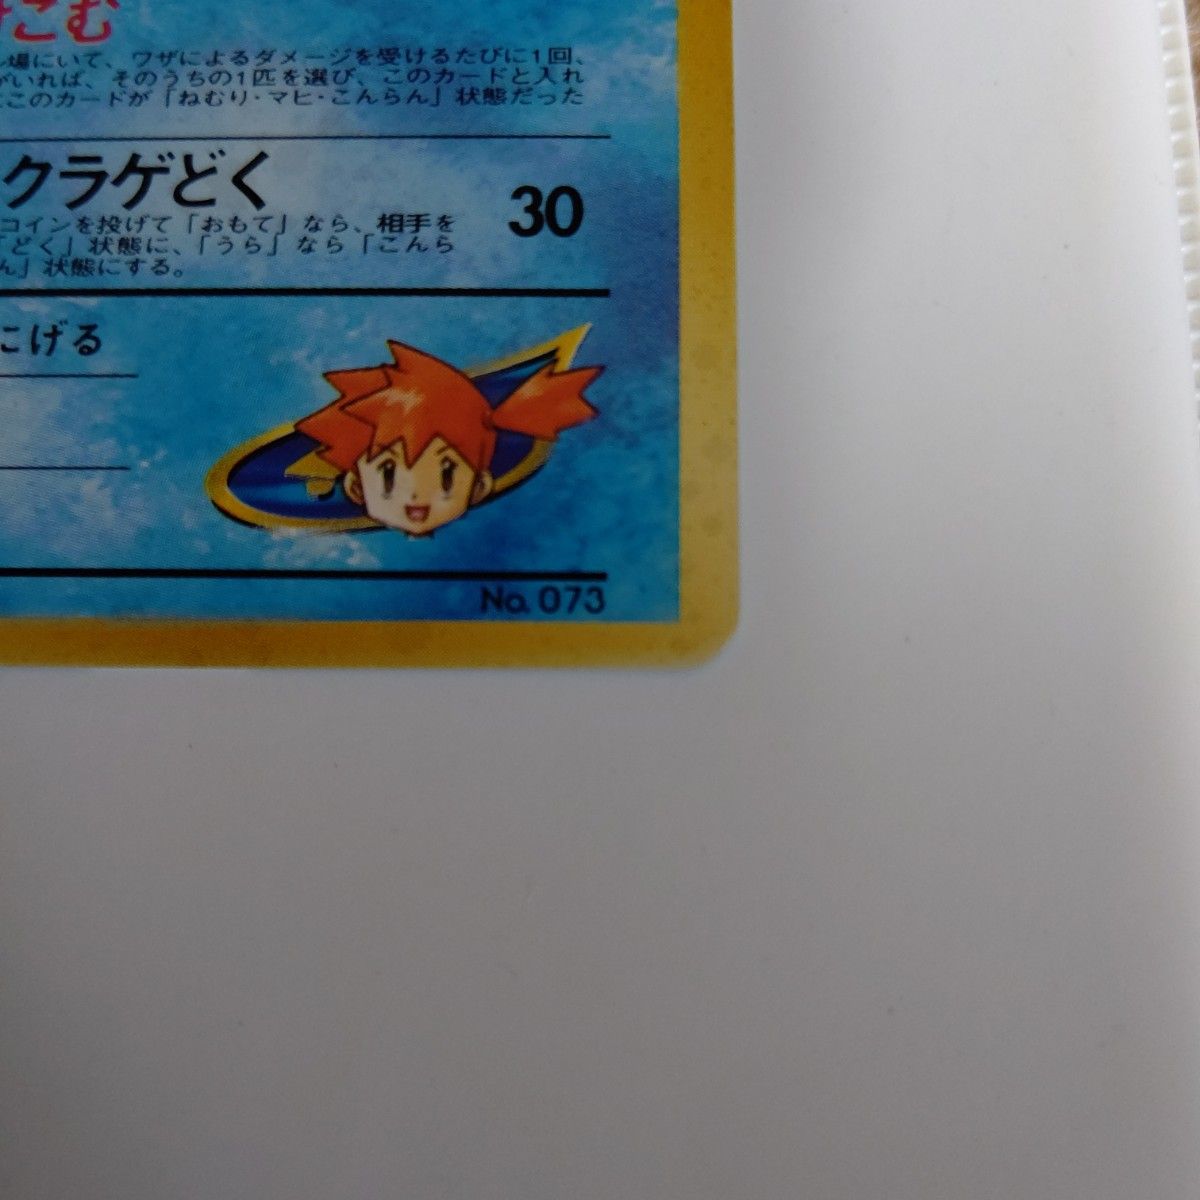 こむ
場にいて、ワザによるダメージを受けるたびに1回、
がいれば、そのうちの1匹を選び、このカードと入れ
このカードが「ねむり・マヒ・こんらん」状態だった
クラゲどく 30
コインを投げて「おもて」なら、相手を
「どく」状態に、「うら」なら「こんら
ん」状態にする。
にげる
No. 073